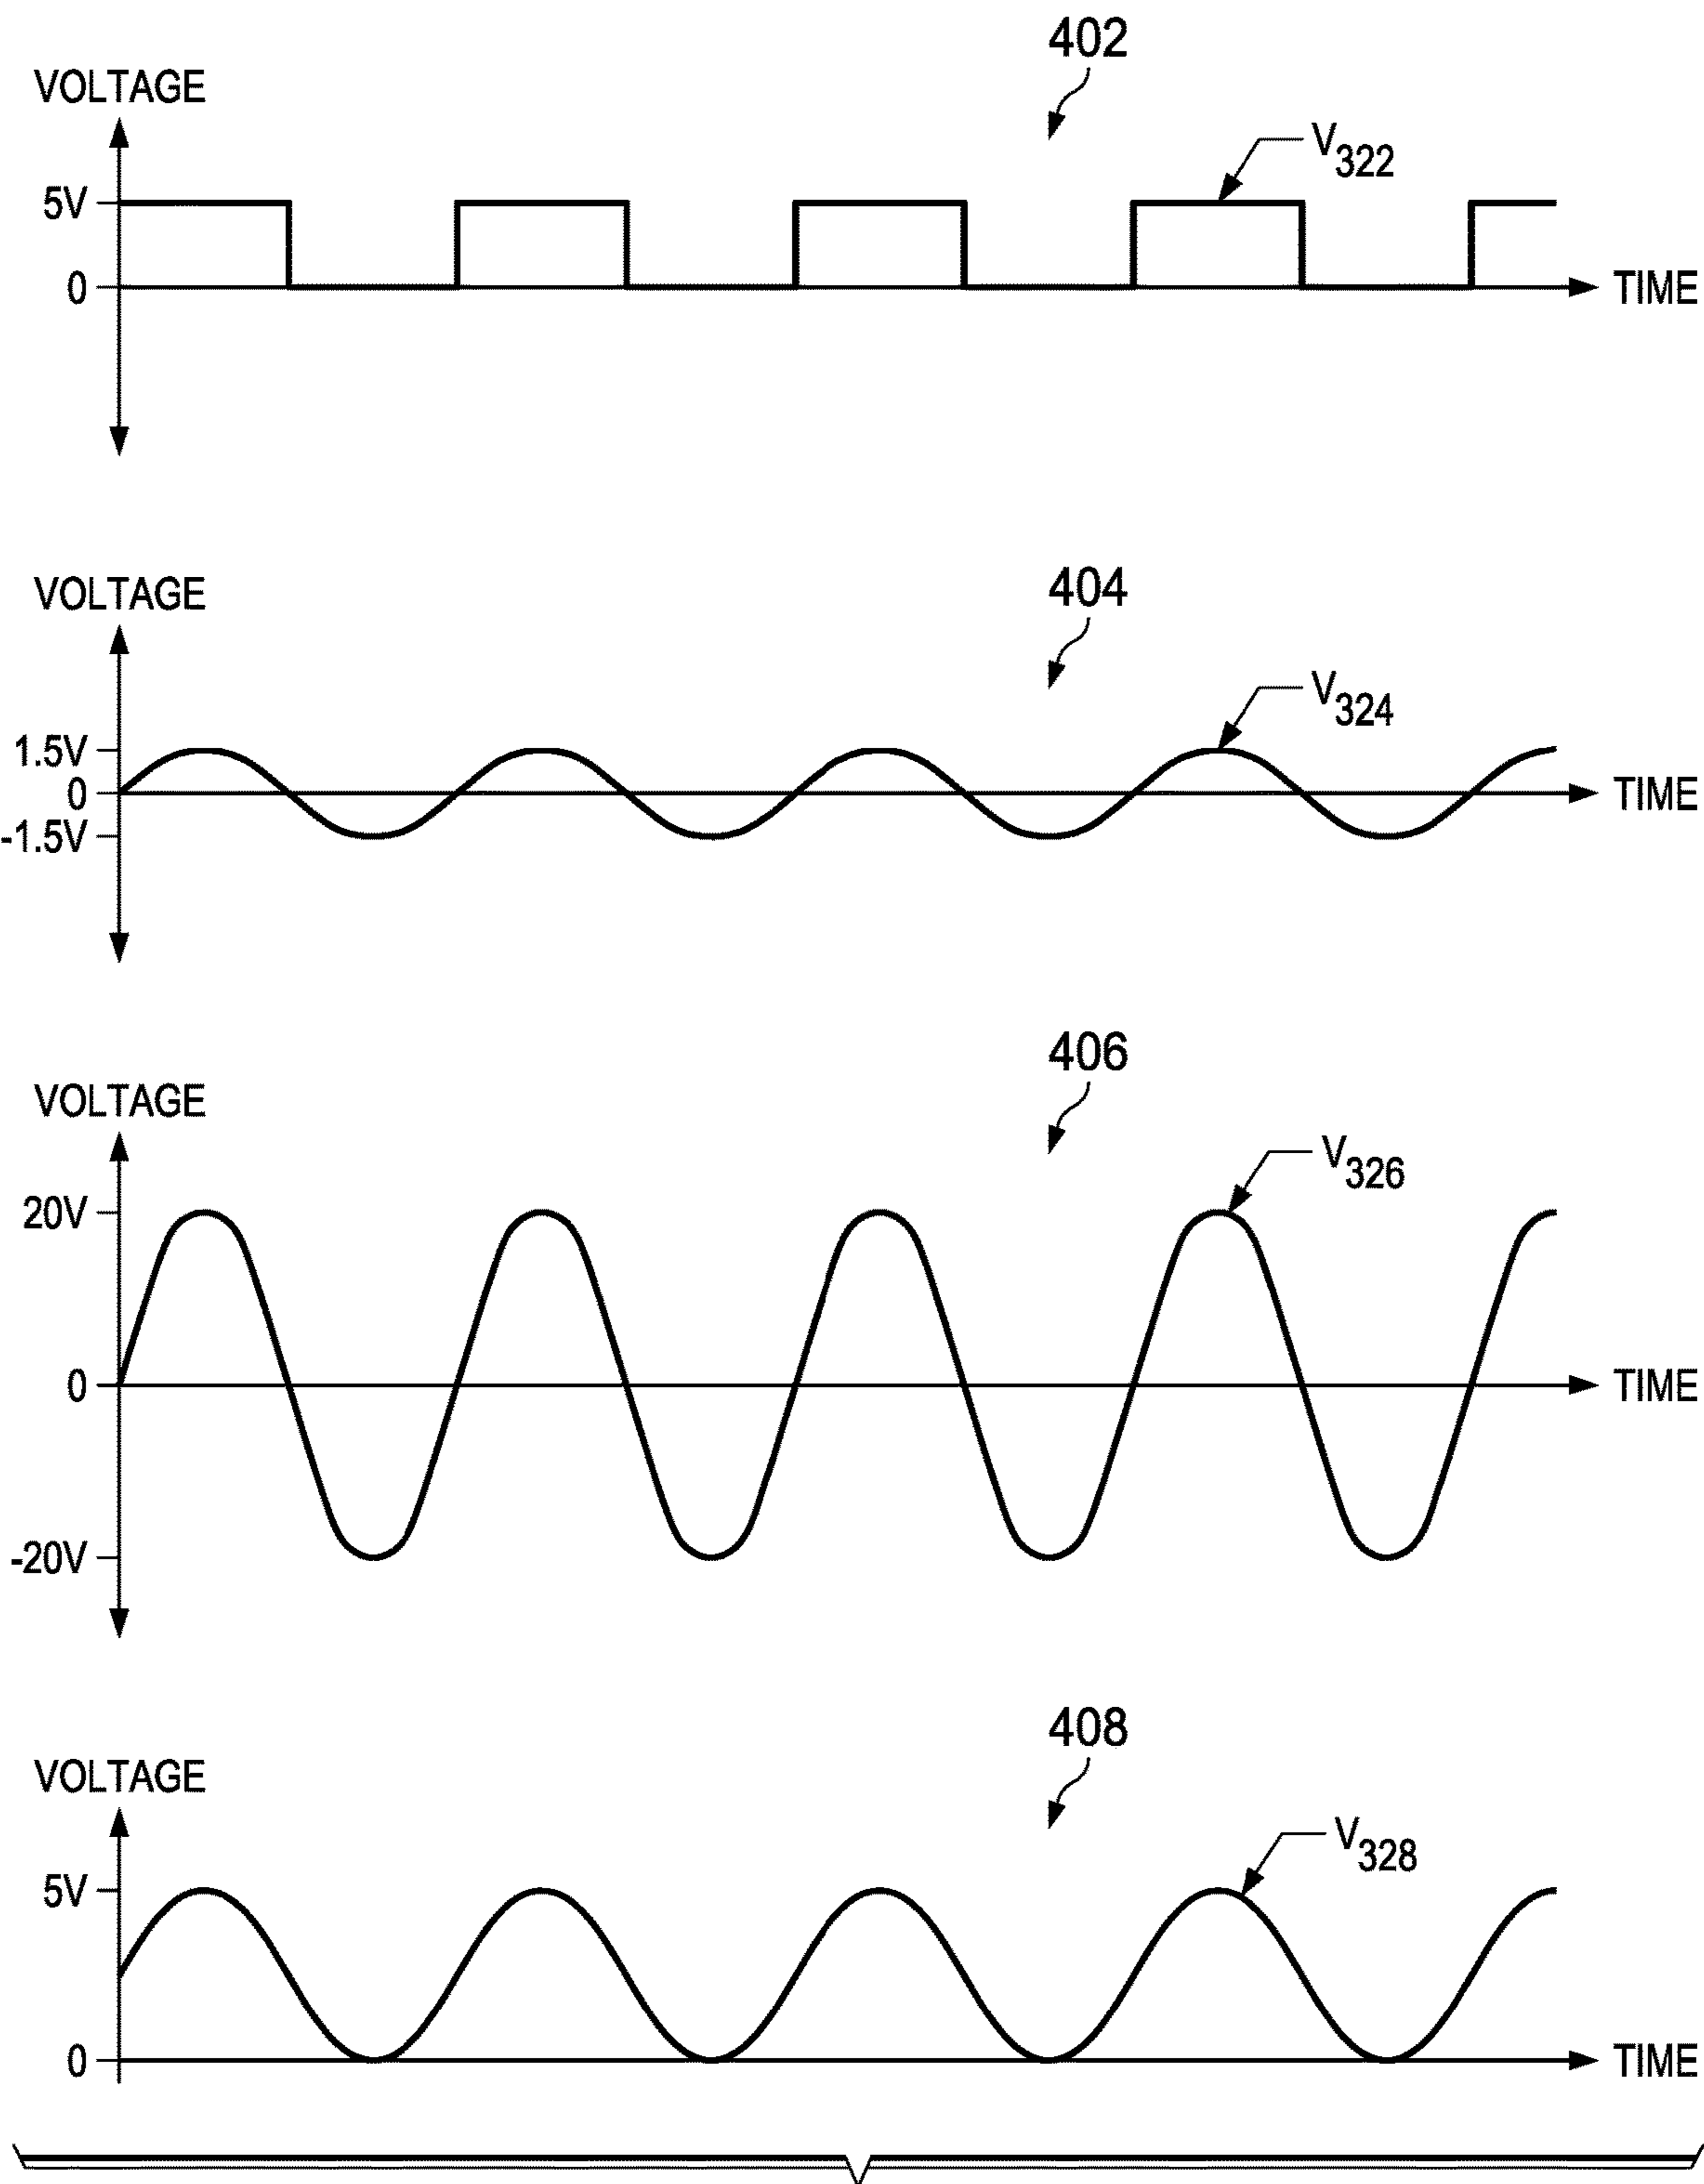 402
VOLTAGE
V322
5V
0
TIME
404
VOLTAGE
V324
1.5V
0
TIME
-1.5V
406
VOLTAGE
V326
20V
0
TIME
-20V
408
VOLTAGE
V328
5V
0
TIME